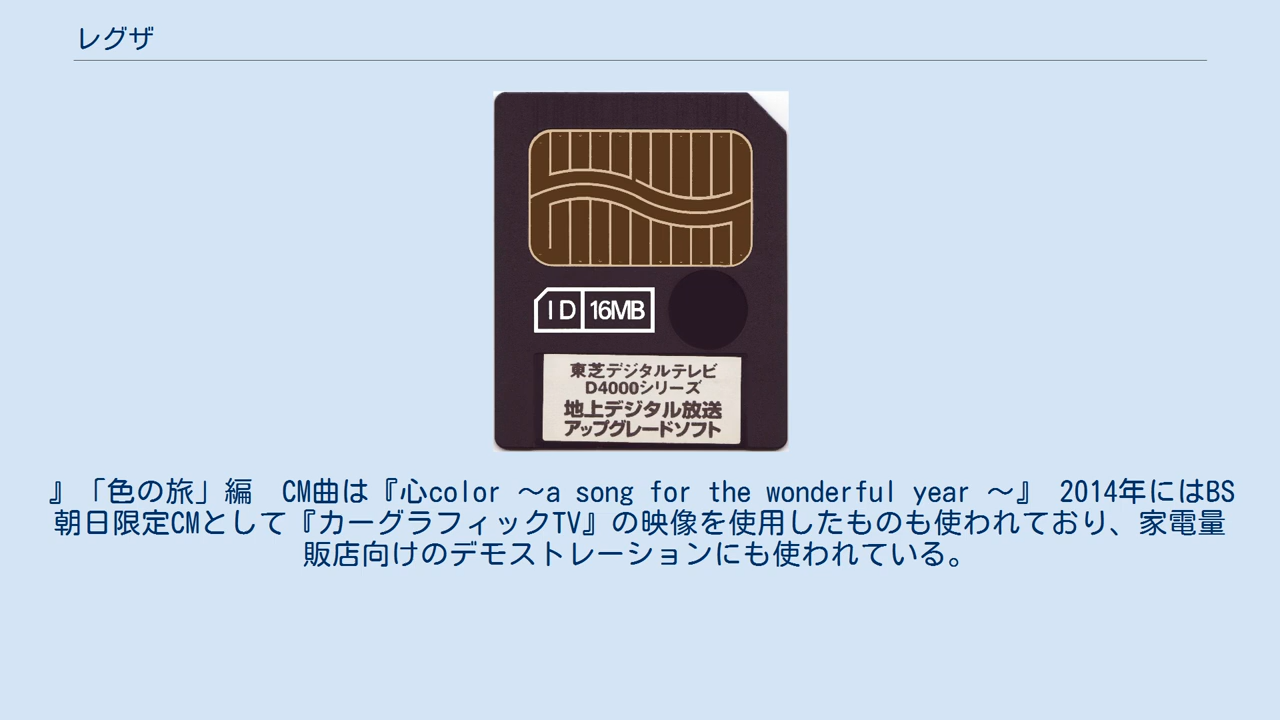 レグザ
ID 16MB
東芝デジタルテレビ
D4000シリーズ
地上デジタル放送
アップグレードソフト
』「色の旅」編　CM曲は『心color 〜a song for the wonderful year 〜』 2014年にはBS
朝日限定CMとして『カーグラフィックTV』の映像を使用したものも使われており、家電量
販店向けのデモストレーションにも使われている。